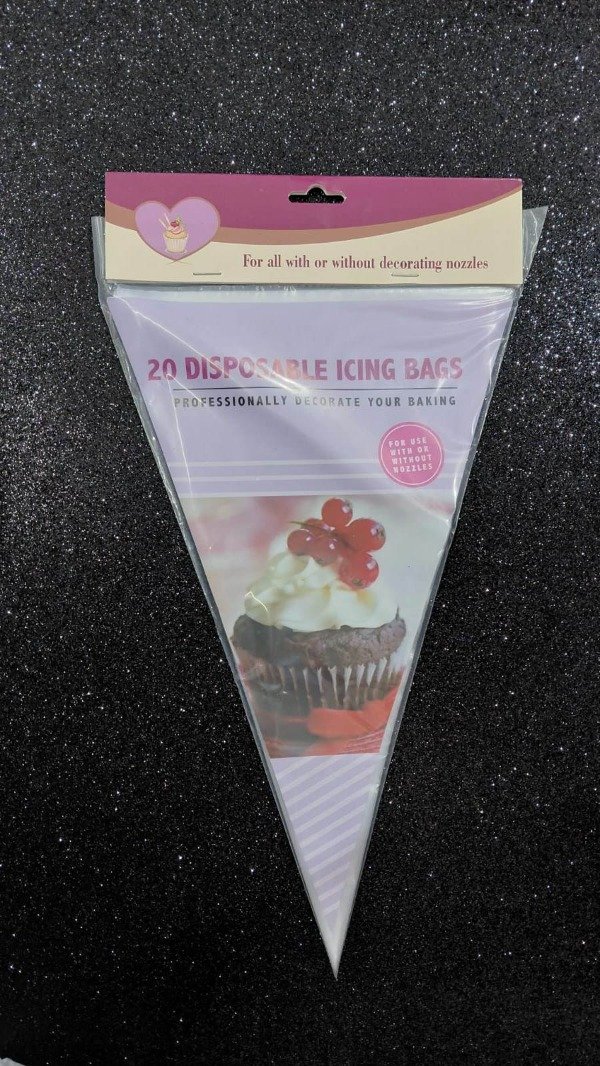 For all with or without decorating nozzles
20 DISPOSABLE ICING BAGS
PROFESSIONALLY DECORATE YOUR BAKING
FOR USE
WITH OR
WITHOUT
NOZZLES